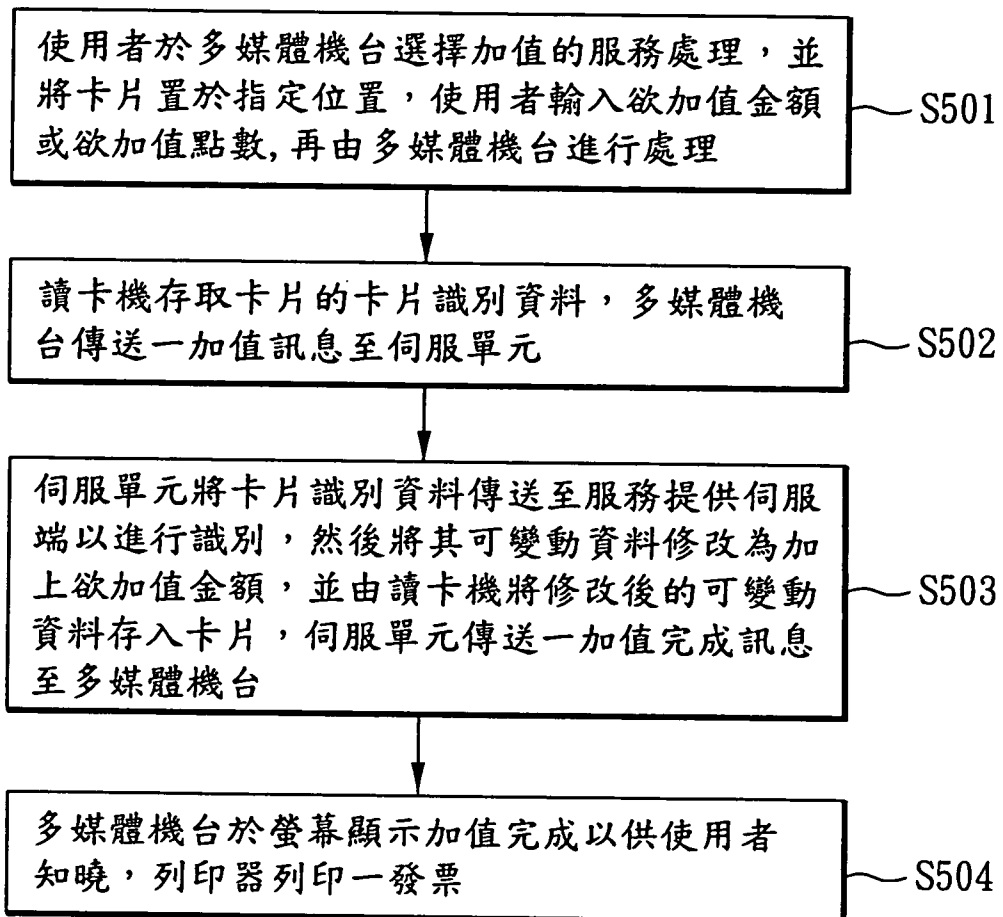 使用者於多媒體機台選擇加值的服務處理，並
將卡片置於指定位置，使用者輸入欲加值金額
或欲加值點數,再由多媒體機台進行處理
S501
讀卡機存取卡片的卡片識別資料，多媒體機
台傳送一加值訊息至伺服單元
S502
伺服單元將卡片識別資料傳送至服務提供伺服
端以進行識別，然後將其可變動資料修改為加
上欲加值金額，並由讀卡機將修改後的可變動
資料存入卡片，伺服單元傳送一加值完成訊息
至多媒體機台
S503
多媒體機台於螢幕顯示加值完成以供使用者
知曉，列印器列印一發票
S504